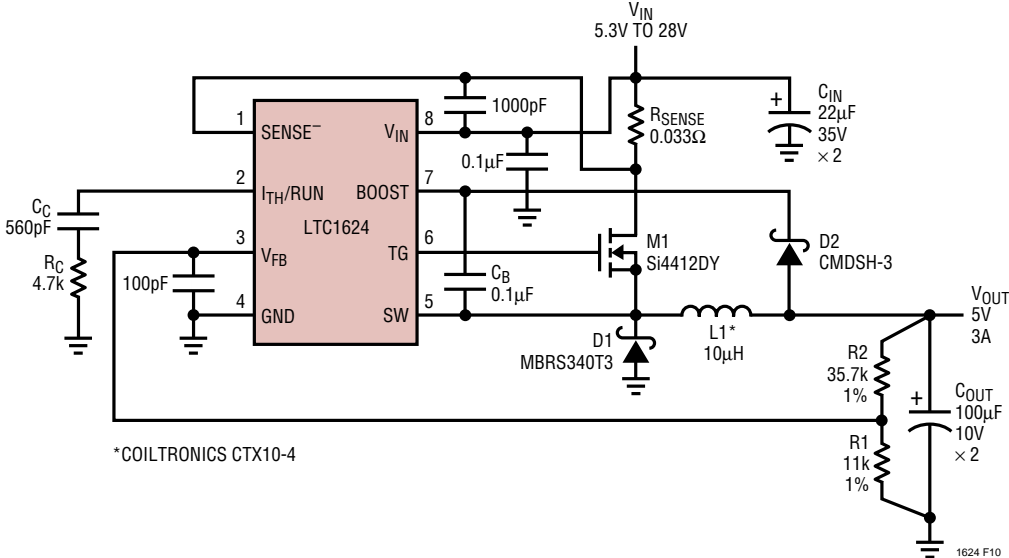 V_IN
5.3V TO 28V
1000pF
R_SENSE
0.033Ω
+
C_IN
22µF
35V
× 2
1
SENSE⁻
V_IN
8
0.1µF
2
I_TH/RUN
BOOST
7
C_C
560pF
LTC1624
3
V_FB
TG
6
M1
Si4412DY
D2
CMDSH-3
R_C
4.7k
100pF
C_B
0.1µF
4
GND
SW
5
V_OUT
5V
3A
D1
MBRS340T3
L1*
10µH
R2
35.7k
1%
+
C_OUT
100µF
10V
× 2
R1
11k
1%
*COILTRONICS CTX10-4
1624 F10